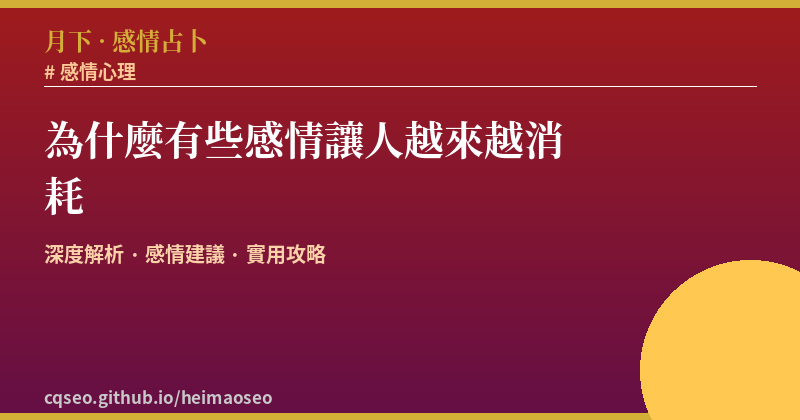 月下 · 感情占卜
# 感情心理
為什麼有些感情讓人越來越消
耗
深度解析 · 感情建議 · 實用攻略
cqseo.github.io/heimaoseo